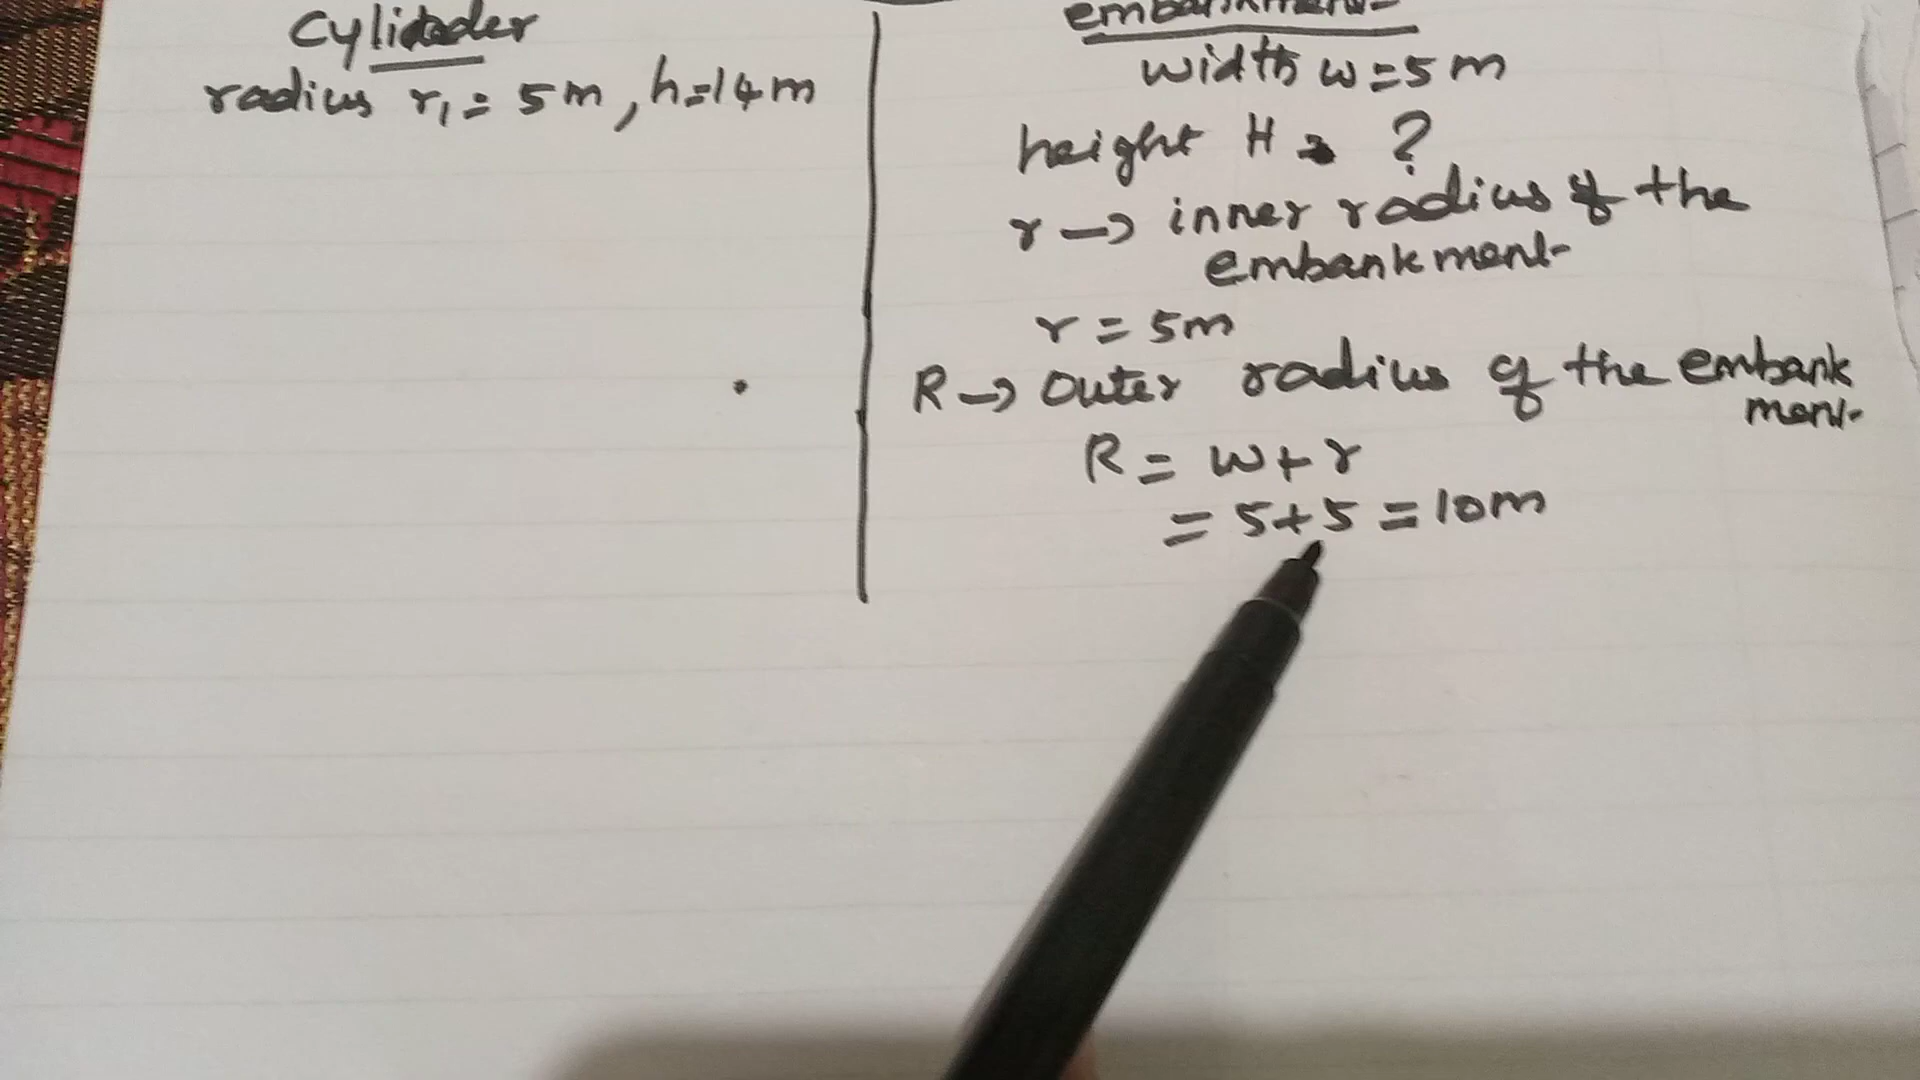 Cylinder
radius r₁ = 5m, h=14m
embankment
width w = 5m
height H = ?
r → inner radius of the
embankment
r = 5m
R → Outer radius of the embank
ment
R = w+r
= 5+5 = 10m